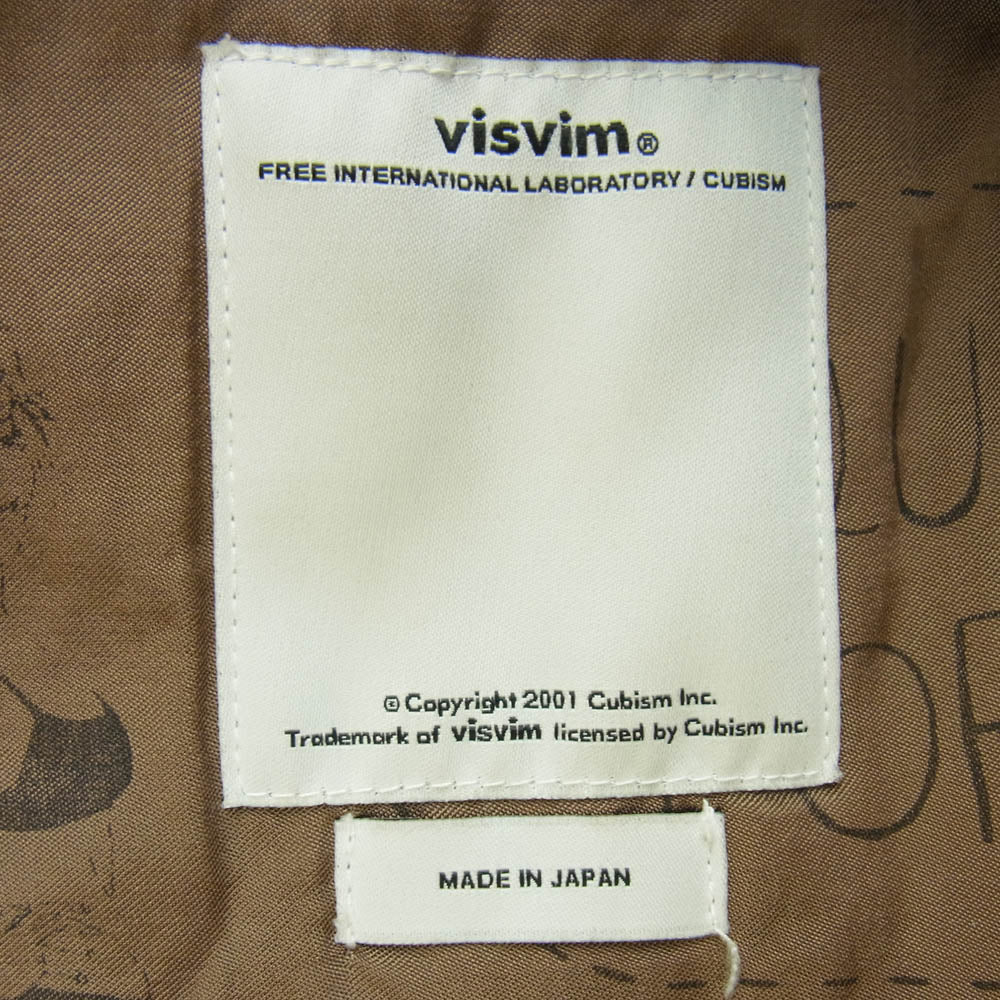 visvim®
FREE INTERNATIONAL LABORATORY / CUBISM
© Copyright 2001 Cubism Inc.
Trademark of visvim licensed by Cubism Inc.
MADE IN JAPAN